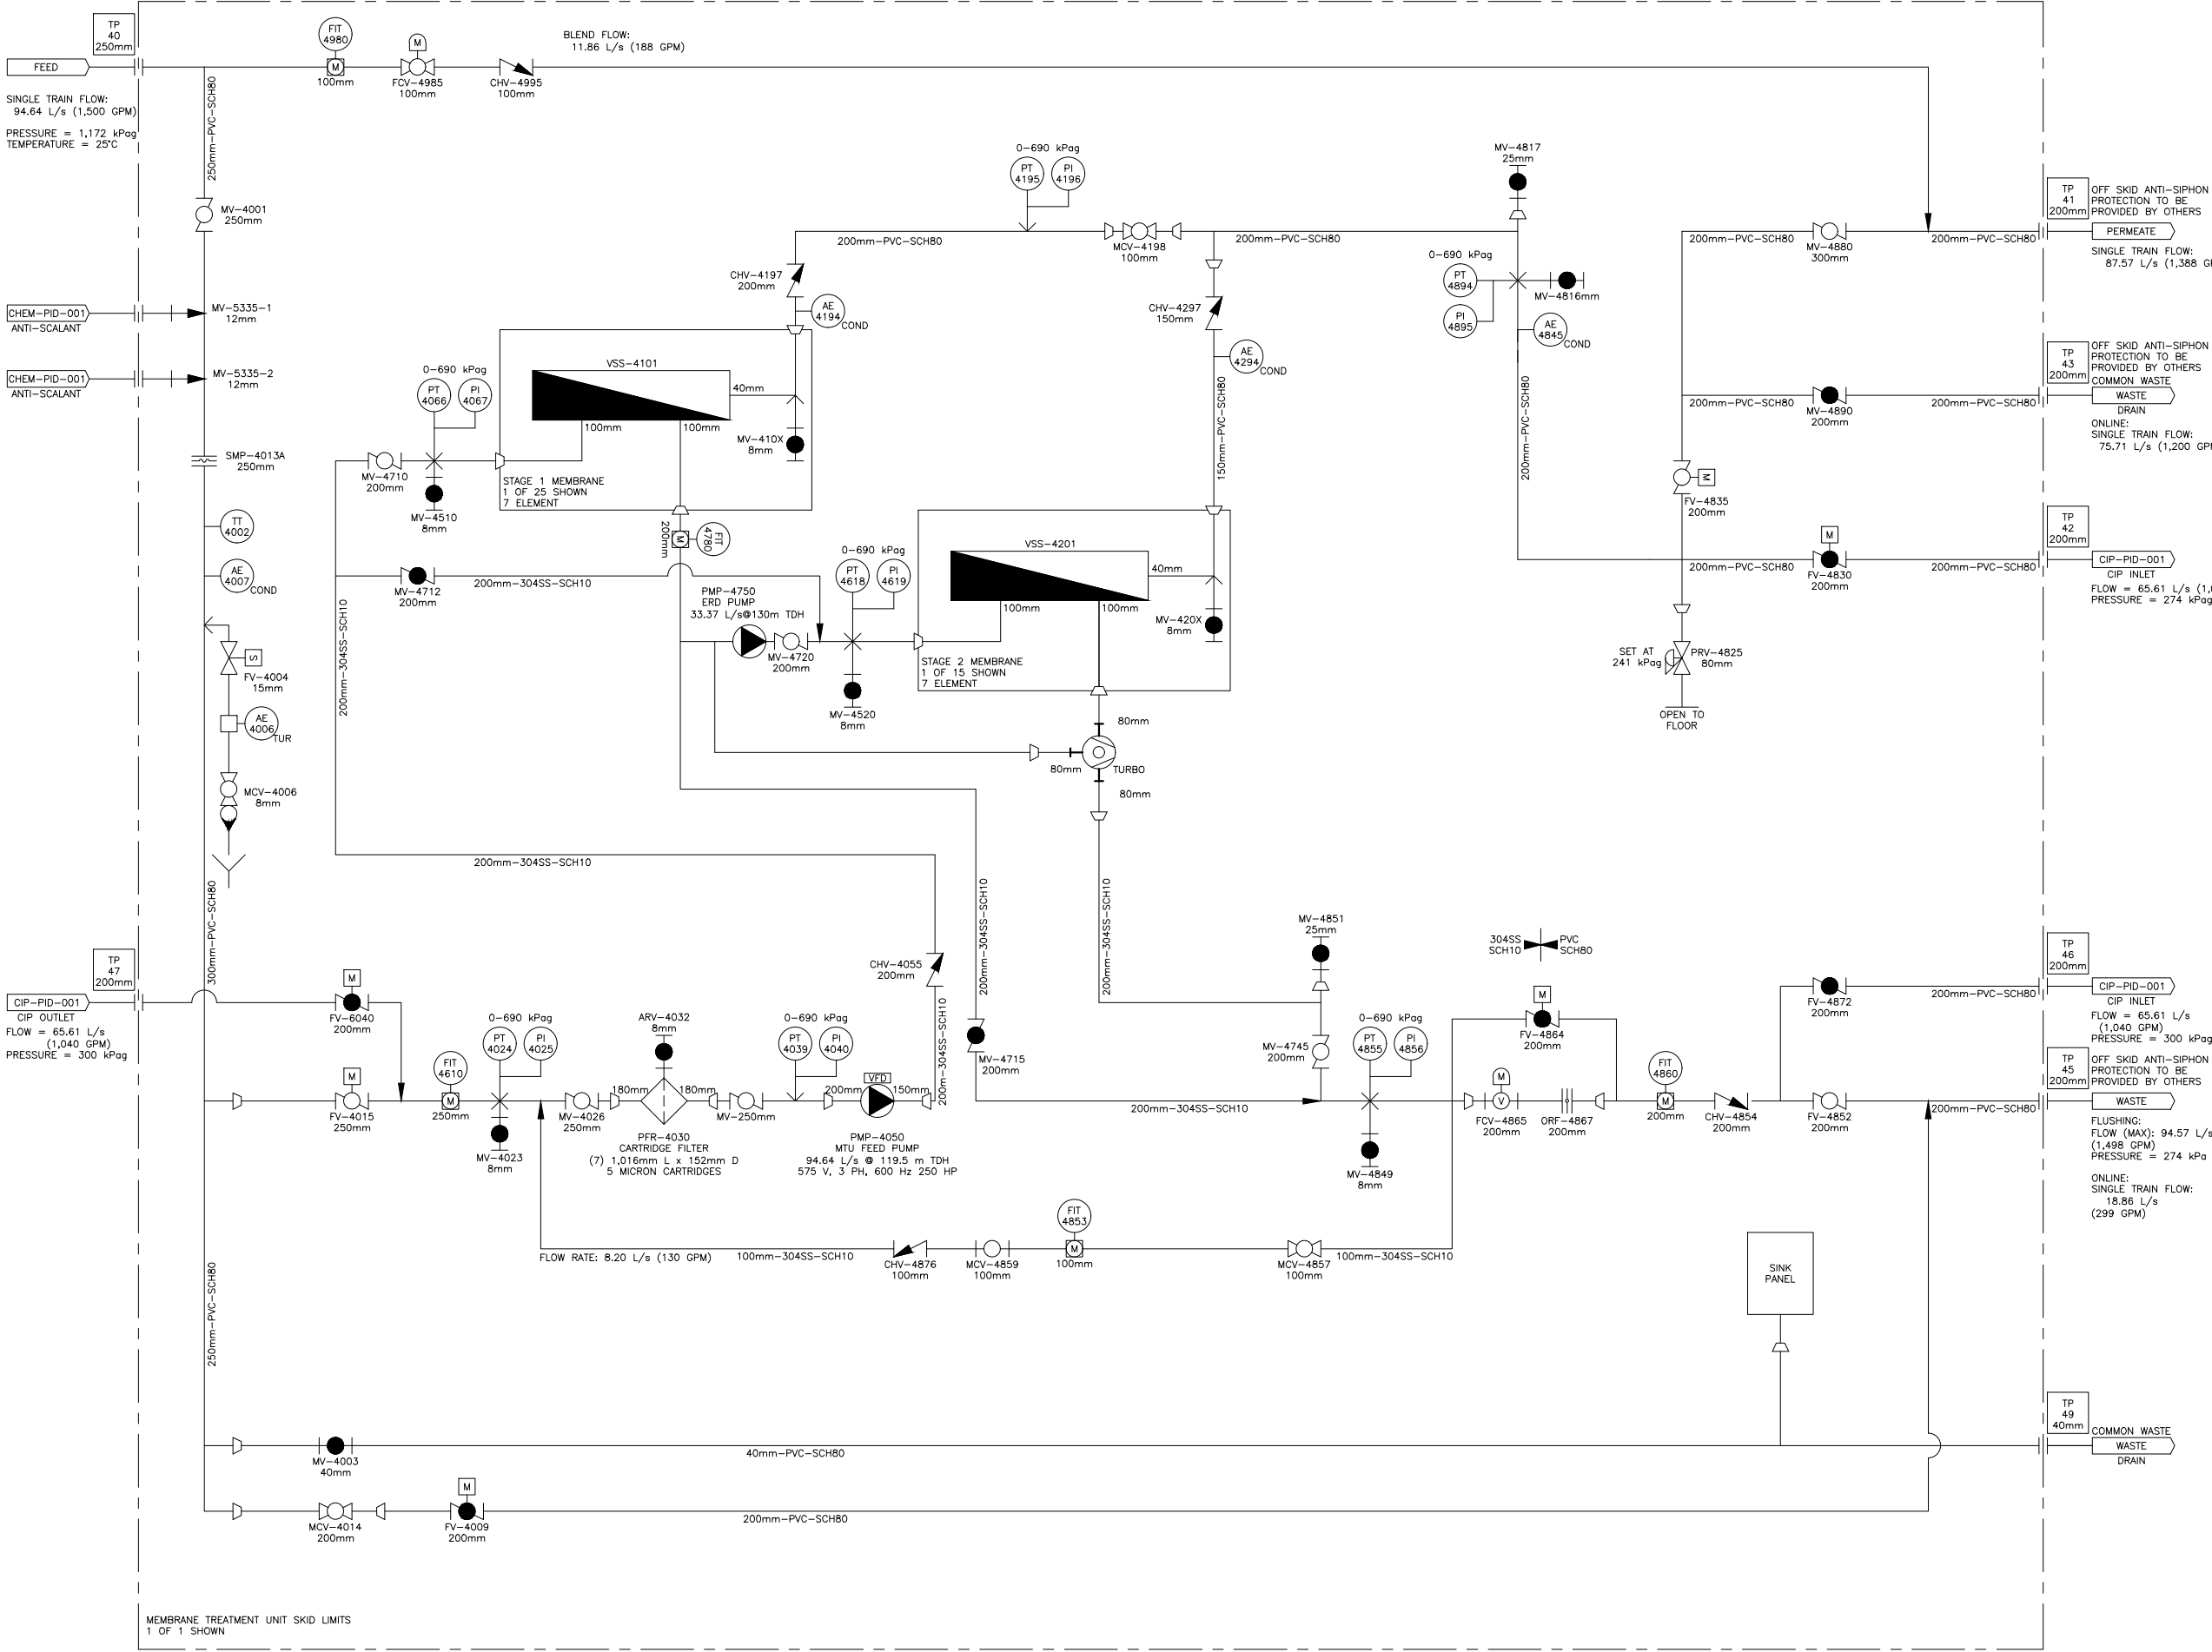 TP
40
250mm
FEED
SINGLE TRAIN FLOW:
94.64 L/s (1,500 GPM)
PRESSURE = 1,172 kPag
TEMPERATURE = 25°C
250mm-PVC-SCH80
FIT
4980
M
100mm
M
FCV-4985
100mm
CHV-4995
100mm
BLEND FLOW:
11.86 L/s (188 GPM)
MV-4001
250mm
CHEM-PID-001
ANTI-SCALANT
MV-5335-1
12mm
CHEM-PID-001
ANTI-SCALANT
MV-5335-2
12mm
SMP-4013A
250mm
TT
4002
AE
4007
COND
S
FV-4004
15mm
AE
4006
TUR
MCV-4006
8mm
300mm-PVC-SCH80
0-690 kPag
PT
4195
PI
4196
200mm-PVC-SCH80
MCV-4198
100mm
200mm-PVC-SCH80
CHV-4197
200mm
AE
4194
COND
CHV-4297
150mm
AE
4294
COND
150mm-PVC-SCH80
MV-4817
25mm
0-690 kPag
PT
4894
PI
4895
MV-4816mm
AE
4845
COND
200mm-PVC-SCH80
VSS-4101
40mm
100mm
100mm
MV-410X
8mm
STAGE 1 MEMBRANE
1 OF 25 SHOWN
7 ELEMENT
0-690 kPag
PT
4066
PI
4067
MV-4710
200mm
MV-4510
8mm
200mm
M
FIT
4780
MV-4712
200mm
200mm-304SS-SCH10
200mm-304SS-SCH10
PMP-4750
ERD PUMP
33.37 L/s@130m TDH
MV-4720
200mm
0-690 kPag
PT
4618
PI
4619
MV-4520
8mm
VSS-4201
40mm
100mm
100mm
MV-420X
8mm
STAGE 2 MEMBRANE
1 OF 15 SHOWN
7 ELEMENT
80mm
80mm
TURBO
80mm
200mm-304SS-SCH10
200mm-PVC-SCH80
MV-4880
300mm
200mm-PVC-SCH80
TP
41
200mm
OFF SKID ANTI-SIPHON
PROTECTION TO BE
PROVIDED BY OTHERS
PERMEATE
SINGLE TRAIN FLOW:
87.57 L/s (1,388
200mm-PVC-SCH80
MV-4890
200mm
200mm-PVC-SCH80
TP
43
200mm
OFF SKID ANTI-SIPHON
PROTECTION TO BE
PROVIDED BY OTHERS
COMMON WASTE
WASTE
DRAIN
ONLINE:
SINGLE TRAIN FLOW:
75.71 L/s (1,200
M
FV-4835
200mm
200mm-PVC-SCH80
M
FV-4830
200mm
200mm-PVC-SCH80
TP
42
200mm
CIP-PID-001
CIP INLET
FLOW = 65.61 L/s
PRESSURE = 274 kPag
SET AT
241 kPag
PRV-4825
80mm
OPEN TO
FLOOR
TP
47
200mm
CIP-PID-001
CIP OUTLET
FLOW = 65.61 L/s
(1,040 GPM)
PRESSURE = 300 kPag
M
FV-6040
200mm
M
FV-4015
250mm
FIT
4610
M
250mm
0-690 kPag
PT
4024
PI
4025
MV-4023
8mm
MV-4026
250mm
ARV-4032
8mm
180mm
180mm
PFR-4030
CARTRIDGE FILTER
(7) 1,016mm L x 152mm D
5 MICRON CARTRIDGES
MV-250mm
0-690 kPag
PT
4039
PI
4040
200mm
VFD
150mm
PMP-4050
MTU FEED PUMP
94.64 L/s @ 119.5 m TDH
575 V, 3 PH, 600 Hz 250 HP
CHV-4055
200mm
200m-304SS-SCH10
200mm-304SS-SCH10
MV-4715
200mm
200mm-304SS-SCH10
200mm-304SS-SCH10
MV-4851
25mm
MV-4745
200mm
0-690 kPag
PT
4855
PI
4856
MV-4849
8mm
304SS
SCH10
PVC
SCH80
M
FV-4864
200mm
M
V
FCV-4865
200mm
ORF-4867
200mm
FIT
4860
M
200mm
CHV-4854
200mm
FV-4872
200mm
200mm-PVC-SCH80
FV-4852
200mm
200mm-PVC-SCH80
TP
46
200mm
CIP-PID-001
CIP INLET
FLOW = 65.61 L/s
(1,040 GPM)
PRESSURE = 300 kPag
TP
45
200mm
OFF SKID ANTI-SIPHON
PROTECTION TO BE
PROVIDED BY OTHERS
WASTE
FLUSHING:
FLOW (MAX): 94.57 L/s
(1,498 GPM)
PRESSURE = 274 kPa
ONLINE:
SINGLE TRAIN FLOW:
18.86 L/s
(299 GPM)
FLOW RATE: 8.20 L/s (130 GPM)
100mm-304SS-SCH10
CHV-4876
100mm
MCV-4859
100mm
FIT
4853
M
100mm
MCV-4857
100mm
100mm-304SS-SCH10
250mm-PVC-SCH80
SINK
PANEL
MV-4003
40mm
40mm-PVC-SCH80
TP
49
40mm
COMMON WASTE
WASTE
DRAIN
MCV-4014
200mm
M
FV-4009
200mm
200mm-PVC-SCH80
MEMBRANE TREATMENT UNIT SKID LIMITS
1 OF 1 SHOWN